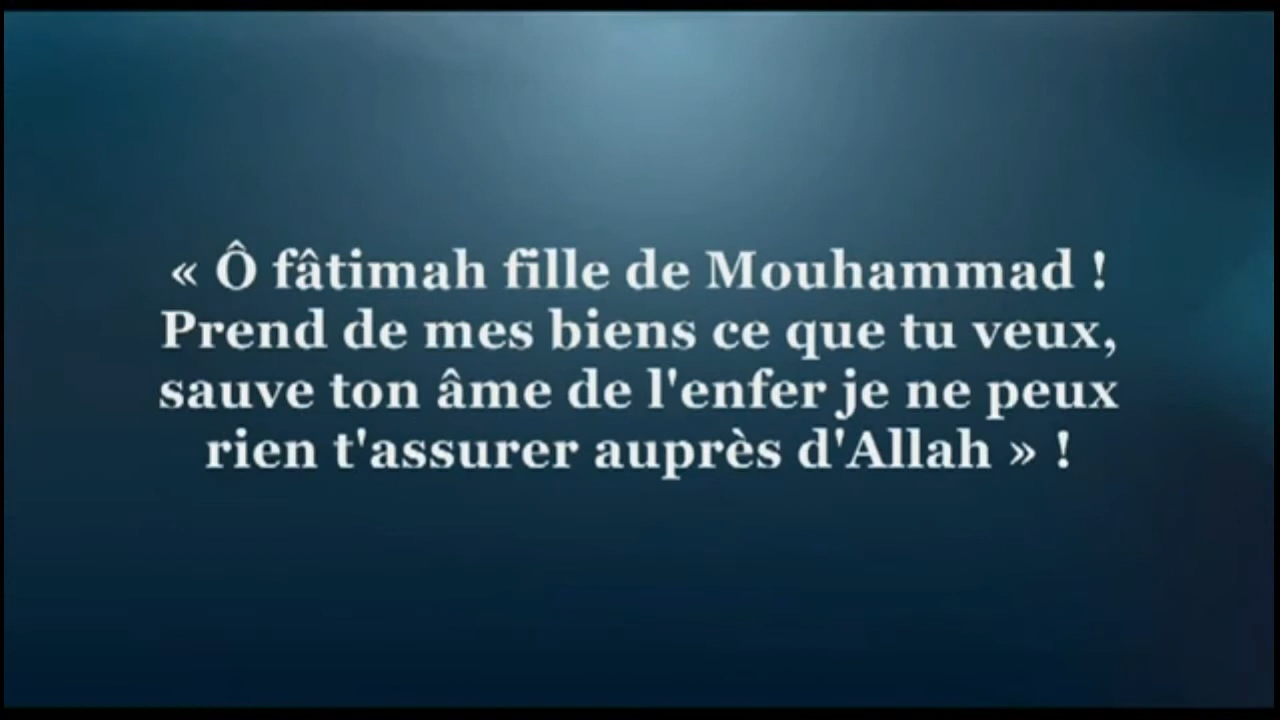 « Ô fâtimah fille de Mouhammad !
Prend de mes biens ce que tu veux,
sauve ton âme de l'enfer je ne peux
rien t'assurer auprès d'Allah » !